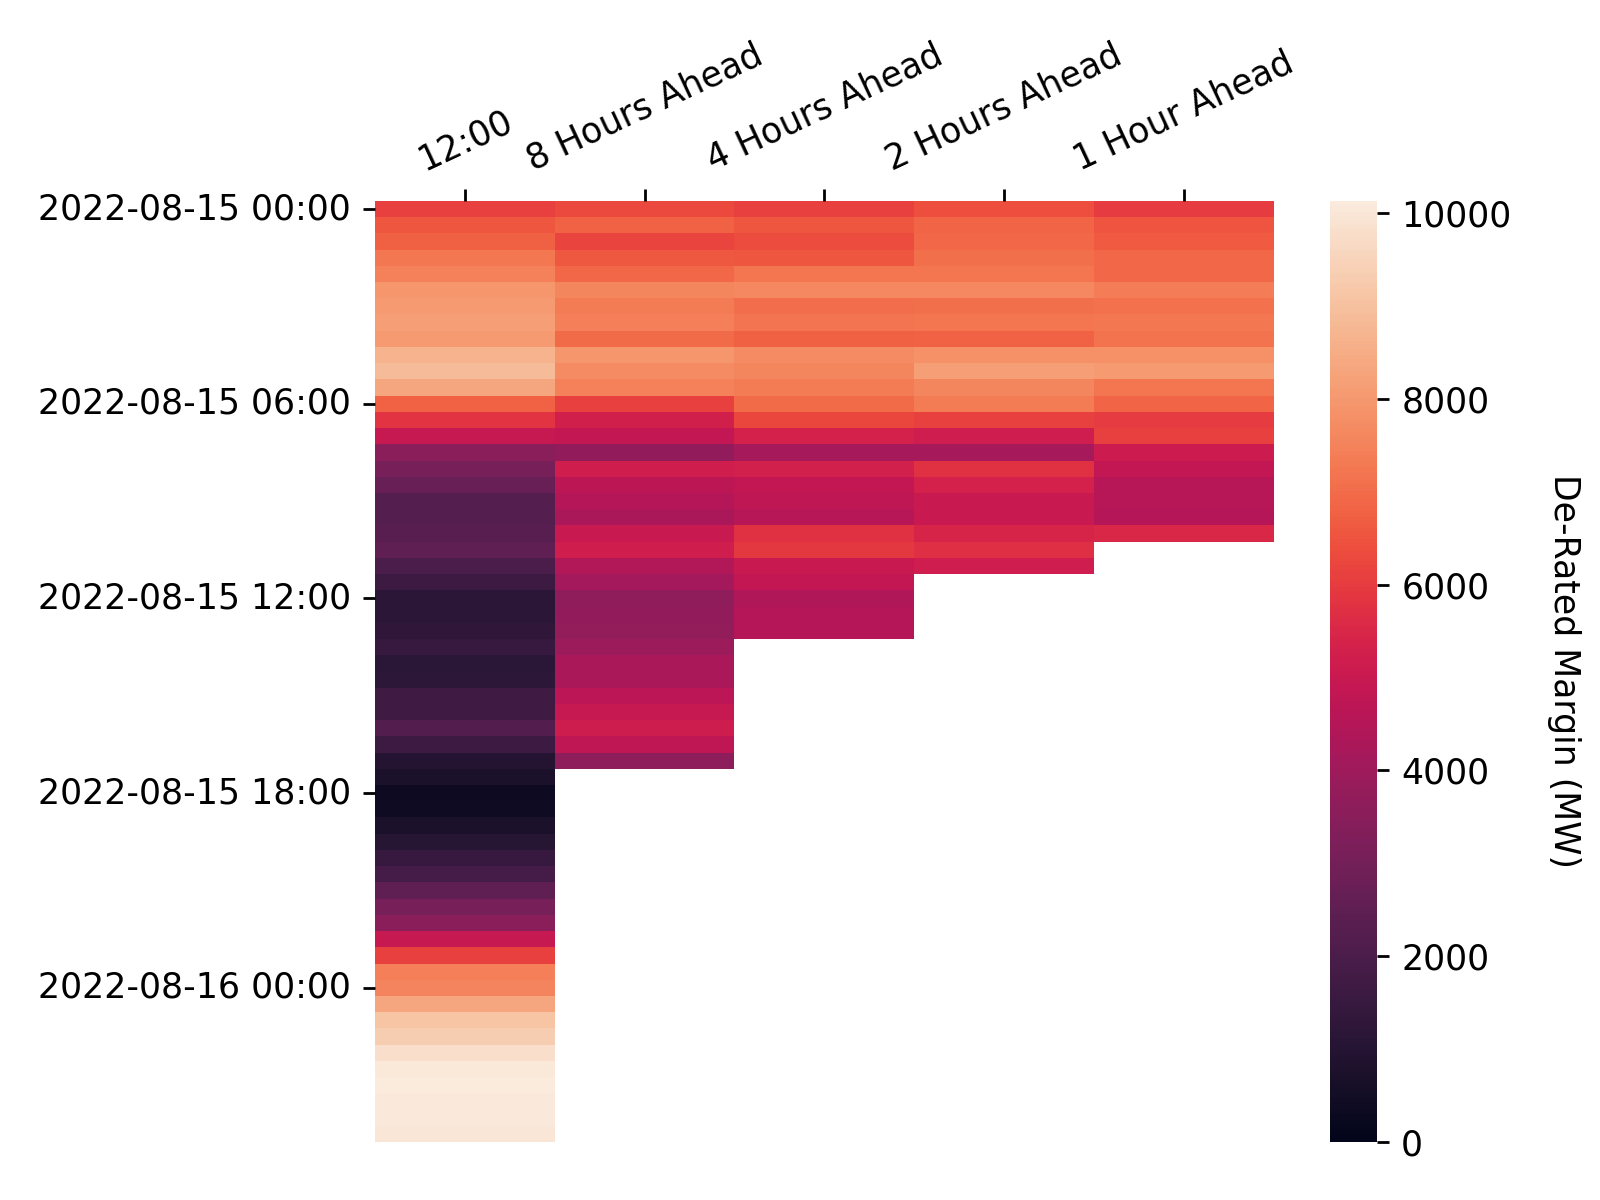 12:00
8 Hours Ahead
4 Hours Ahead
2 Hours Ahead
1 Hour Ahead
2022-08-15 00:00
2022-08-15 06:00
2022-08-15 12:00
2022-08-15 18:00
2022-08-16 00:00
10000
8000
6000
4000
2000
0
De-Rated Margin (MW)